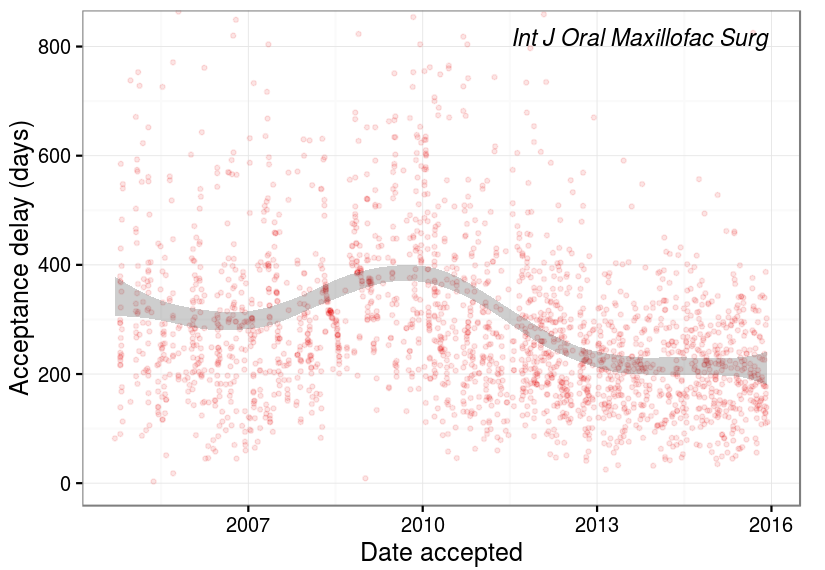 Int J Oral Maxillofac Surg
Acceptance delay (days)
800
600
400
200
0
2007 2010 2013 2016
Date accepted